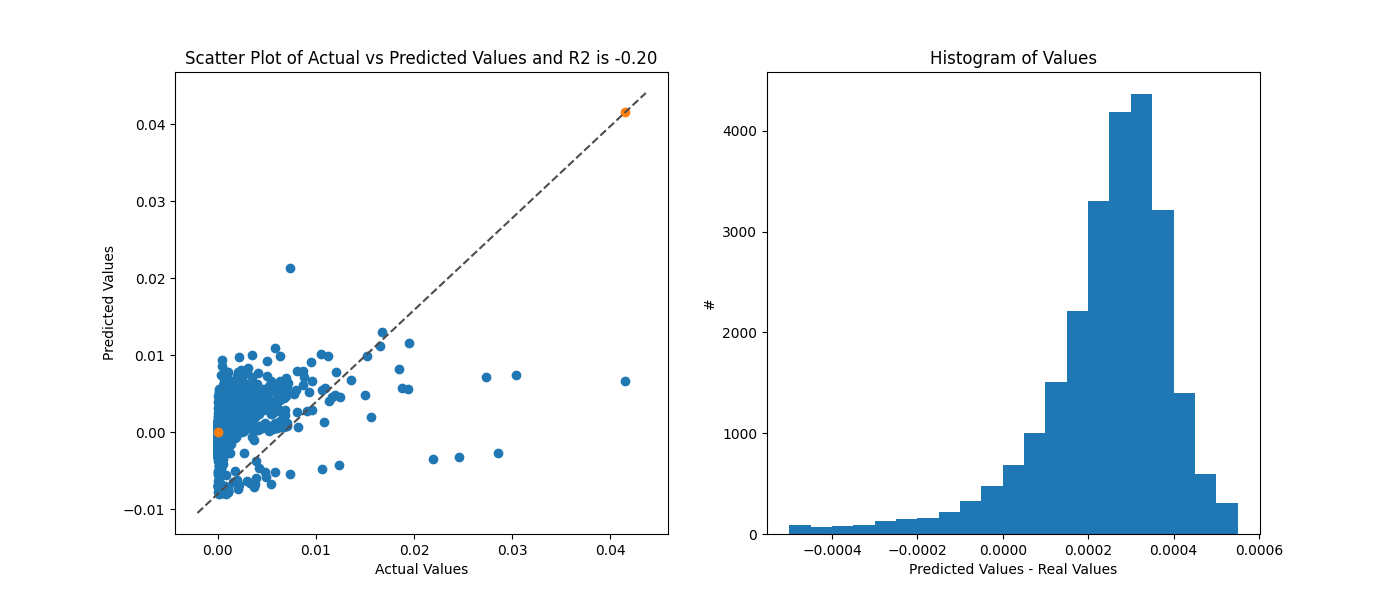 Scatter Plot of Actual vs Predicted Values and R2 is -0.20
0.04
0.03
0.02
0.01
0.00
−0.01
Predicted Values
0.00 0.01 0.02 0.03 0.04
Actual Values
Histogram of Values
4000
3000
2000
1000
0
#
−0.0004 −0.0002 0.0000 0.0002 0.0004 0.0006
Predicted Values - Real Values